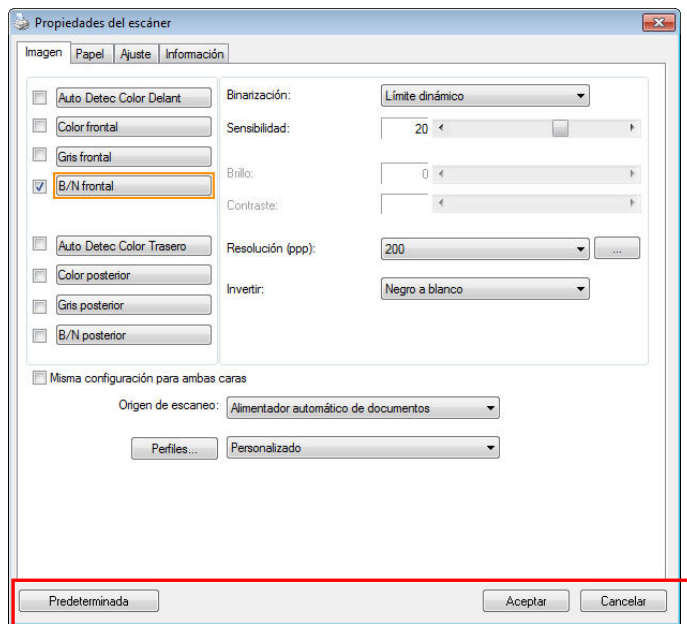 Propiedades del escáner
Imagen Papel Ajuste Información
Auto Detec Color Delant
Color frontal
Gris frontal
B/N frontal
Auto Detec Color Trasero
Color posterior
Gris posterior
B/N posterior
Binarización: Límite dinámico
Sensibilidad: 20
Brillo: 0
Contraste:
Resolución (ppp): 200 ...
Invertir: Negro a blanco
Misma configuración para ambas caras
Origen de escaneo: Alimentador automático de documentos
Perfiles... Personalizado
Predeterminada Aceptar Cancelar